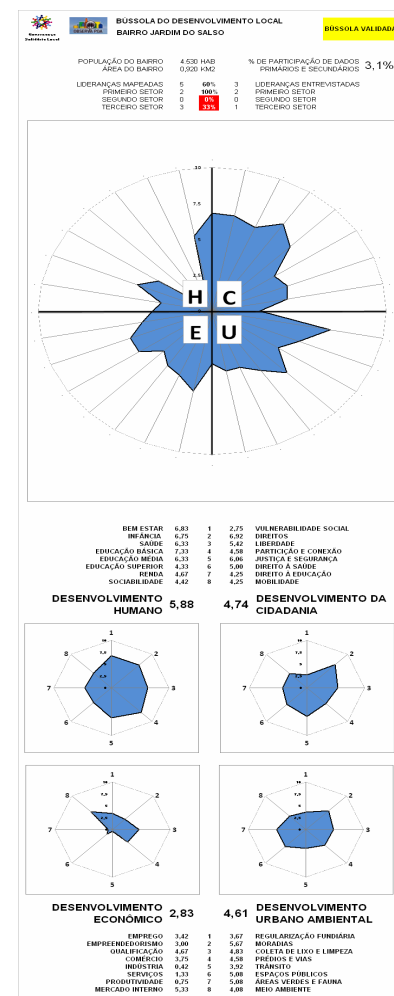 Governança
Solidária Local
OBSERVAPOA
BÚSSOLA DO DESENVOLVIMENTO LOCAL
BAIRRO JARDIM DO SALSO
BÚSSOLA VALIDADA
POPULAÇÃO DO BAIRRO 4.530 HAB % DE PARTICIPAÇÃO DE DADOS
ÁREA DO BAIRRO 0,920 KM2 PRIMÁRIOS E SECUNDÁRIOS 3,1%
LIDERANÇAS MAPEADAS 5 60% 3 LIDERANÇAS ENTREVISTADAS
PRIMEIRO SETOR 2 100% 2 PRIMEIRO SETOR
SEGUNDO SETOR 0 0% 0 SEGUNDO SETOR
TERCEIRO SETOR 3 33% 1 TERCEIRO SETOR
10
7,5
5
2,5
H C
E U
BEM ESTAR 6,83 1 2,75 VULNERABILIDADE SOCIAL
INFÂNCIA 6,75 2 6,92 DIREITOS
SAÚDE 6,33 3 5,42 LIBERDADE
EDUCAÇÃO BÁSICA 7,33 4 4,58 PARTICIPÇÃO E CONEXÃO
EDUCAÇÃO MÉDIA 6,33 5 6,06 JUSTIÇA E SEGURANÇA
EDUCAÇÃO SUPERIOR 4,33 6 5,00 DIREITO À SAÚDE
RENDA 4,67 7 4,25 DIREITO À EDUCAÇÃO
SOCIABILIDADE 4,42 8 4,25 MOBILIDADE
DESENVOLVIMENTO HUMANO 5,88 4,74 DESENVOLVIMENTO DA CIDADANIA
1
8 2
7 3
6 4
5
1
8 2
7 3
6 4
5
1
8 2
7 3
6 4
5
1
8 2
7 3
6 4
5
DESENVOLVIMENTO ECONÔMICO 2,83 4,61 DESENVOLVIMENTO URBANO AMBIENTAL
EMPREGO 3,42 1 3,67 REGULARIZAÇÃO FUNDIÁRIA
EMPREENDEDORISMO 3,00 2 5,67 MORADIAS
QUALIFICAÇÃO 4,67 3 4,83 COLETA DE LIXO E LIMPEZA
COMÉRCIO 3,75 4 4,58 PRÉDIOS E VIAS
INDÚSTRIA 0,42 5 3,92 TRÂNSITO
SERVIÇOS 1,33 6 5,08 ESPAÇOS PÚBLICOS
PRODUTIVIDADE 0,75 7 5,08 ÁREAS VERDES E FAUNA
MERCADO INTERNO 5,33 8 4,08 MEIO AMBIENTE